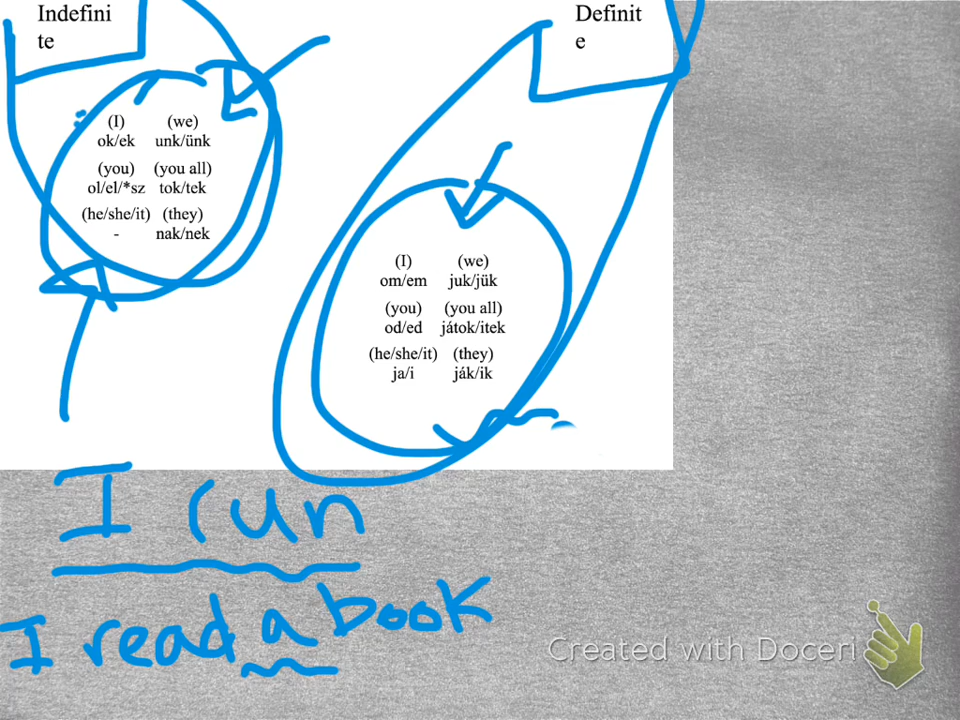 Indefini
te
(I) (we)
ok/ek unk/ünk
(you) (you all)
ol/el/*sz tok/tek
(he/she/it) (they)
- nak/nek
Definit
e
(I) (we)
om/em juk/jük
(you) (you all)
od/ed játok/itek
(he/she/it) (they)
ja/i ják/ik
I run
I read a book
Created with Doceri